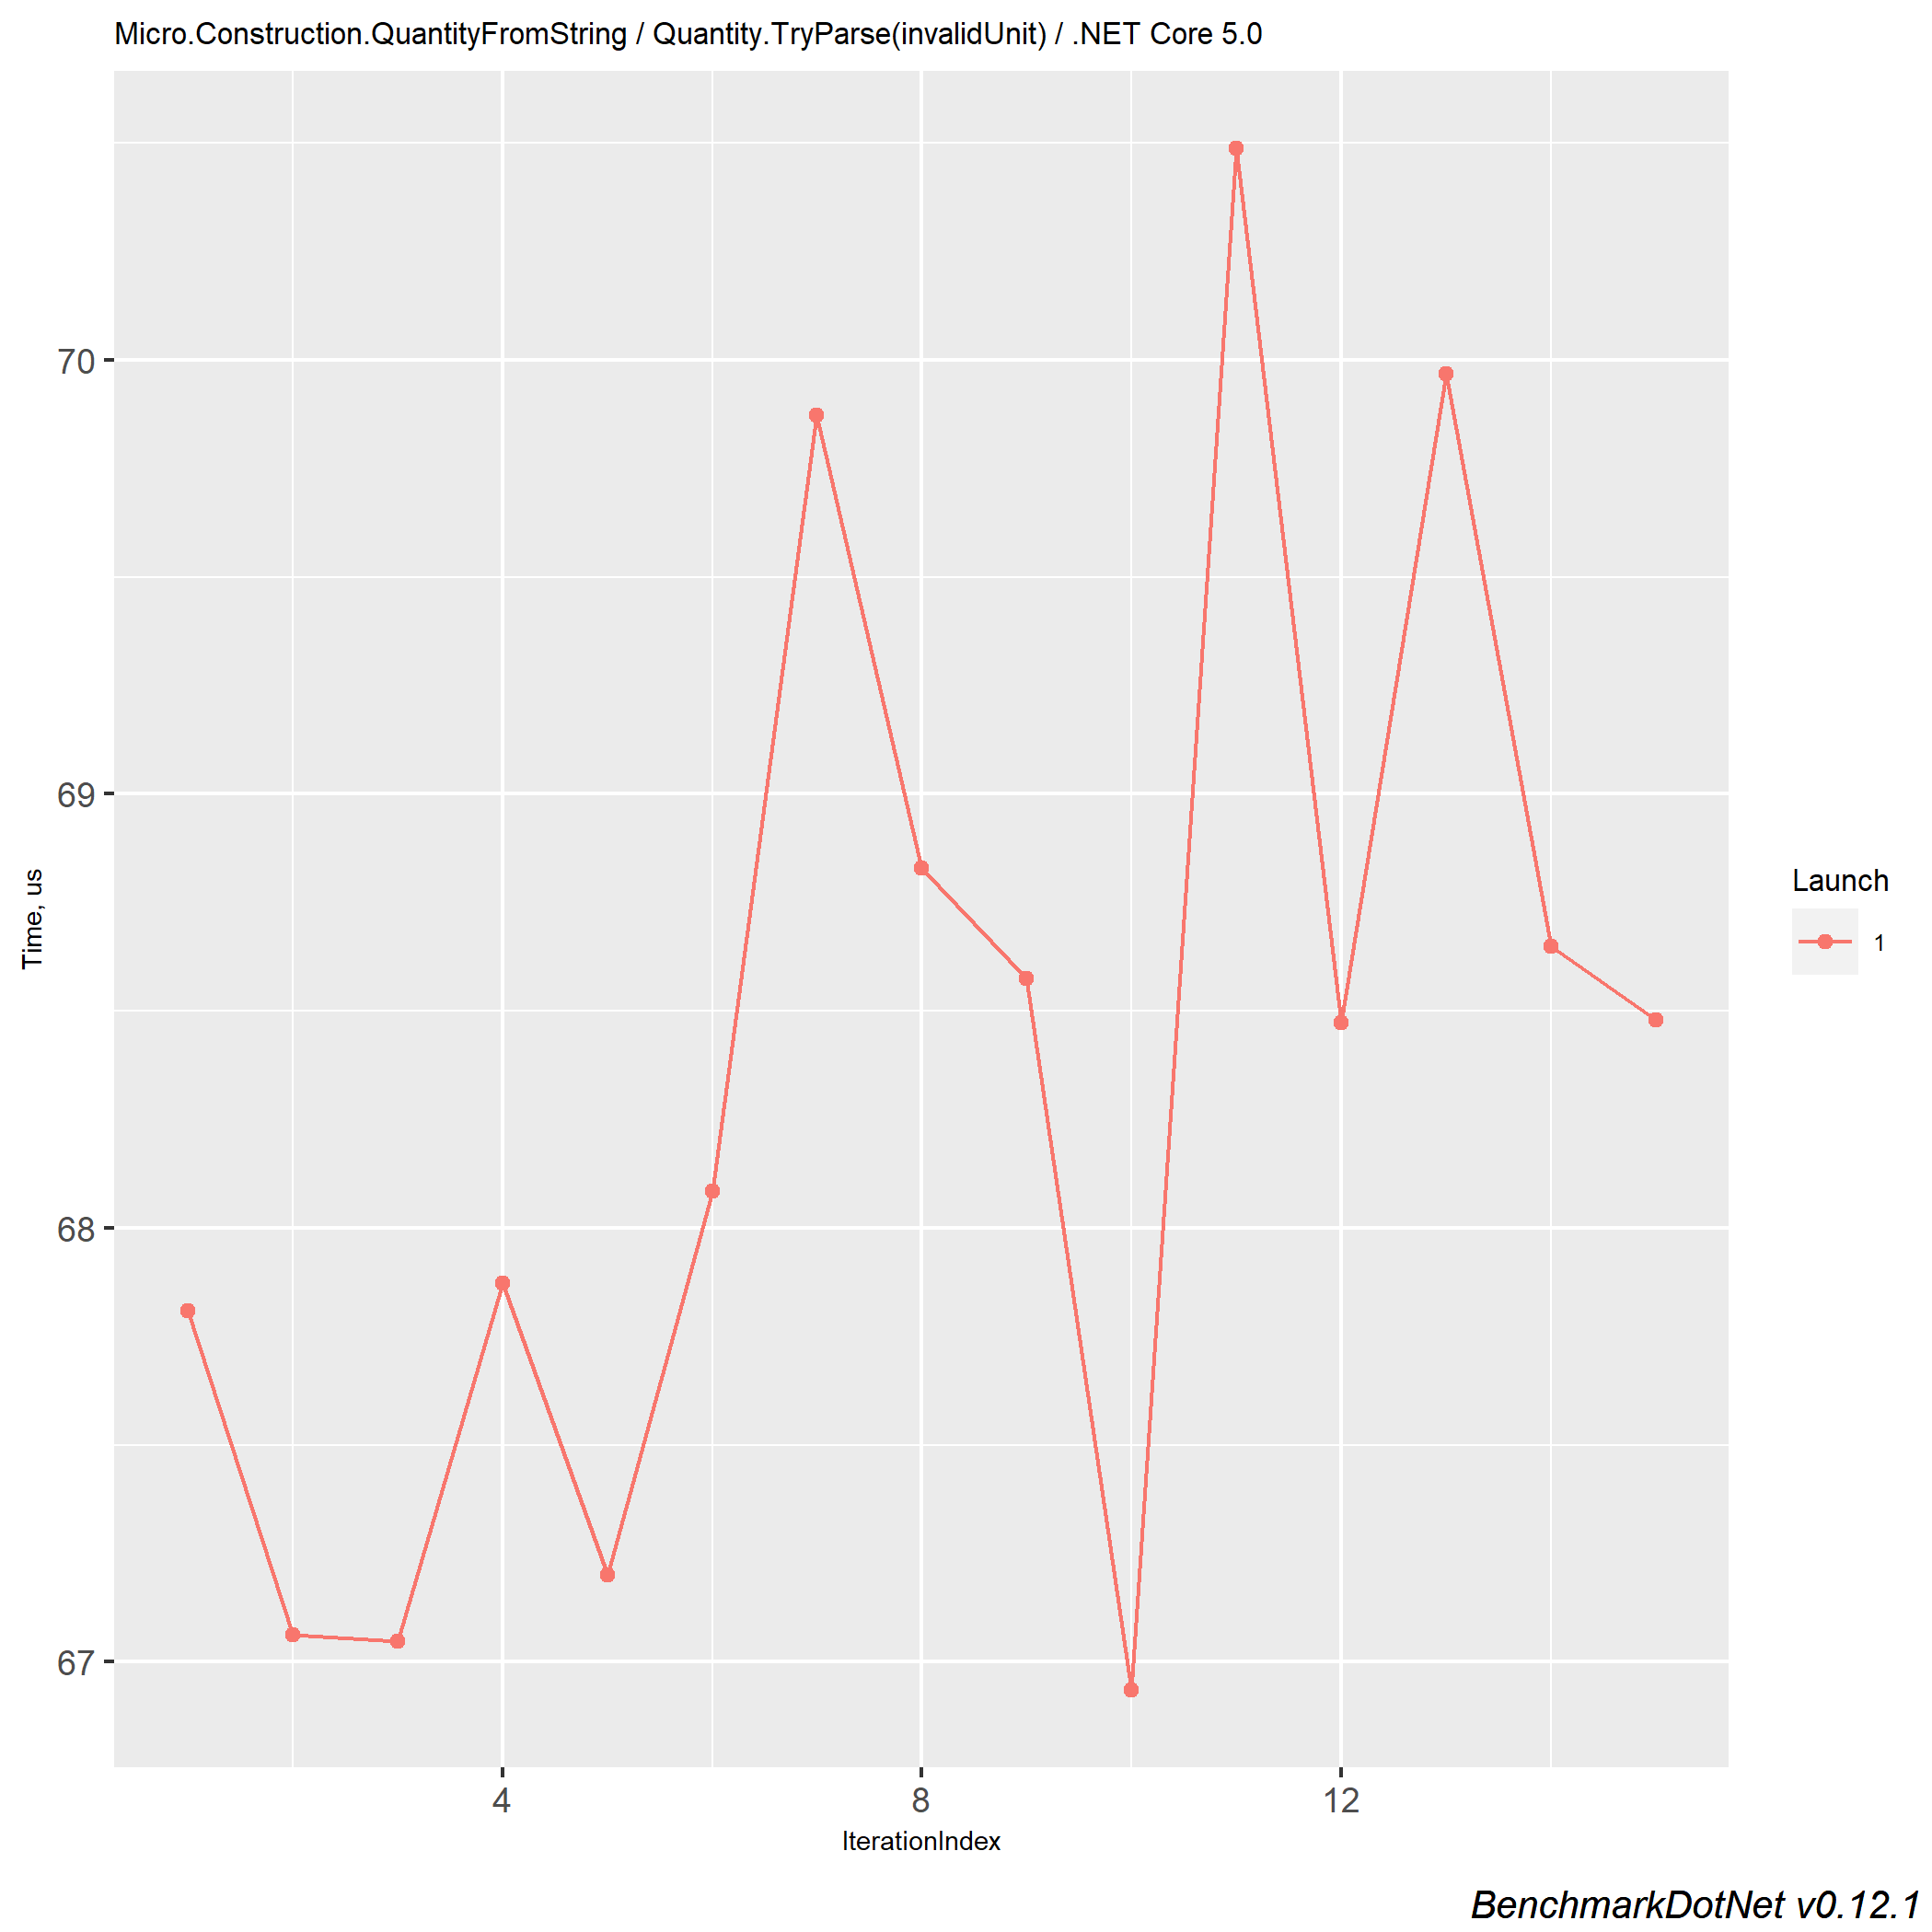 Micro.Construction.QuantityFromString / Quantity.TryParse(invalidUnit) / .NET Core 5.0
70
69
68
67
Time, us
4 8 12
IterationIndex
Launch
1
BenchmarkDotNet v0.12.1